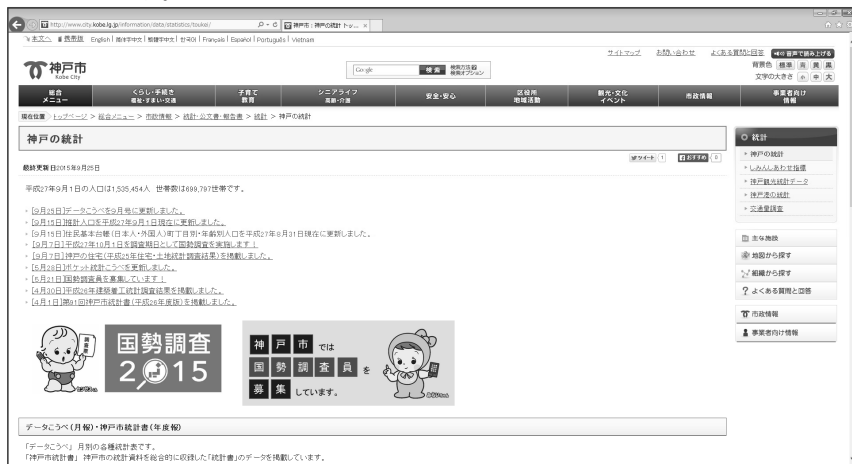 http://www.city.kobe.lg.jp/information/data/statistics/toukei/
神戸市:神戸の統計 トッ...
本文へ 携帯版 English 简体中文 繁體中文 한국어 Français Español Português Vietnam
サイトマップ お問い合わせ よくある質問と回答 音声で読み上げる
神戸市
Kobe City
Google 検索 検索方法
検索オプション
背景色 標準 青 黄 黒
文字の大きさ 小 中 大
総合
メニュー
くらし・手続き
福祉・すまい・交通
子育て
教育
シニアライフ
高齢・介護
安全・安心
区役所
地域活動
観光・文化
イベント
市政情報
事業者向け
情報
現在位置 トップページ > 総合メニュー > 市政情報 > 統計・公文書・報告書 > 統計 > 神戸の統計
神戸の統計
ツイート 1 おすすめ 0
最終更新日2015年9月25日
平成27年9月1日の人口は1,535,454人 世帯数は699,797世帯です。
[9月25日]データこうべを9月号に更新しました。
[9月15日]推計人口を平成27年9月1日現在に更新しました。
[9月15日]住民基本台帳(日本人・外国人)町丁目別・年齢別人口を平成27年8月31日現在に更新しました。
[9月7日]平成27年10月1日を調査期日として国勢調査を実施します!
[9月7日]神戸の住宅(平成25年住宅・土地統計調査結果)を掲載しました。
[5月28日]ポケット統計こうべを更新しました。
[5月21日]国勢調査員を募集しています!
[4月30日]平成26年建築着工統計調査結果を掲載しました。
[4月1日]第91回神戸市統計書(平成26年度版)を掲載しました。
調査票
国勢調査
2015
神戸市では
国勢調査員を
募集しています。
データこうべ(月報)・神戸市統計書(年度報)
「データこうべ」 月別の各種統計表です。
「神戸市統計書」 神戸市の統計資料を総合的に収録した「統計書」のデータを掲載しています。
統計
神戸の統計
しみんしあわせ指標
神戸観光統計データ
神戸港の統計
交通量調査
主な施設
地図から探す
組織から探す
よくある質問と回答
市政情報
事業者向け情報